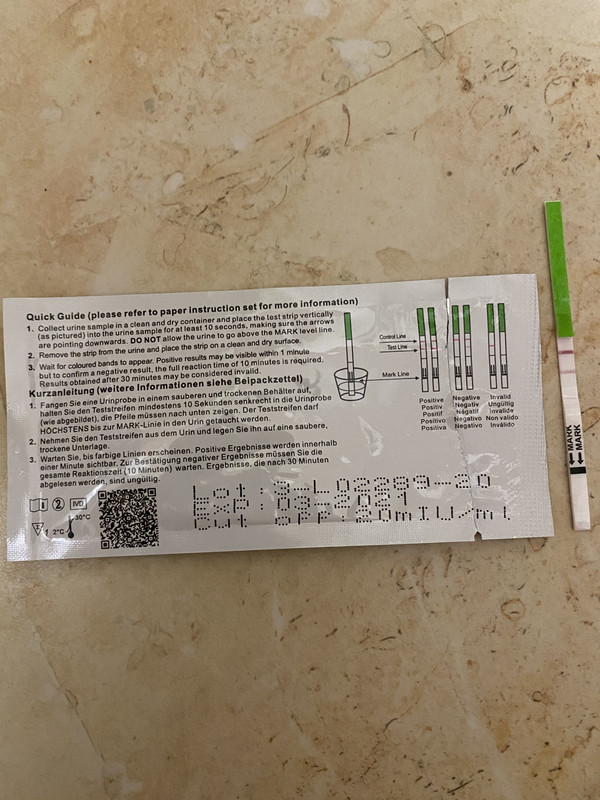 Quick Guide (please refer to paper instruction set for more information)
1. Collect urine sample in a clean and dry container and place the test strip vertically
(as pictured) into the urine sample for at least 10 seconds, making sure the arrows
are pointing downwards. DO NOT allow the urine to go above the MARK level line.
2. Remove the strip from the urine and place the strip on a clean and dry surface.
3. Wait for coloured bands to appear. Positive results may be visible within 1 minute
but to confirm a negative result, the full reaction time of 10 minutes is required.
Results obtained after 30 minutes may be considered invalid.
Kurzanleitung (weitere Informationen siehe Beipackzettel)
1. Fangen Sie eine Urinprobe in einem sauberen und trockenen Behälter auf,
halten Sie den Teststreifen mindestens 10 Sekunden senkrecht in die Urinprobe
(wie abgebildet), die Pfeile müssen nach unten zeigen. Der Teststreifen darf
HÖCHSTENS bis zur MARK-Linie in den Urin getaucht werden.
2. Nehmen Sie den Teststreifen aus dem Urin und legen Sie ihn auf eine saubere,
trockene Unterlage.
3. Warten Sie, bis farbige Linien erscheinen. Positive Ergebnisse werden innerhalb
einer Minute sichtbar. Zur Bestätigung negativer Ergebnisse müssen Sie die
gesamte Reaktionszeit (10 Minuten) warten. Ergebnisse, die nach 30 Minuten
abgelesen werden, sind ungültig.
Control Line
Test Line
Mark Line
Positive Negative Invalid
Positiv Negativ Ungültig
Positif Négatif Invalide
Positivo Negativo Non valido
Positiva Negativo Inválido
2 IVD
2°C 30°C
Exp: 03-2021
Cut off: 20mIU/ml
MARK
MARK